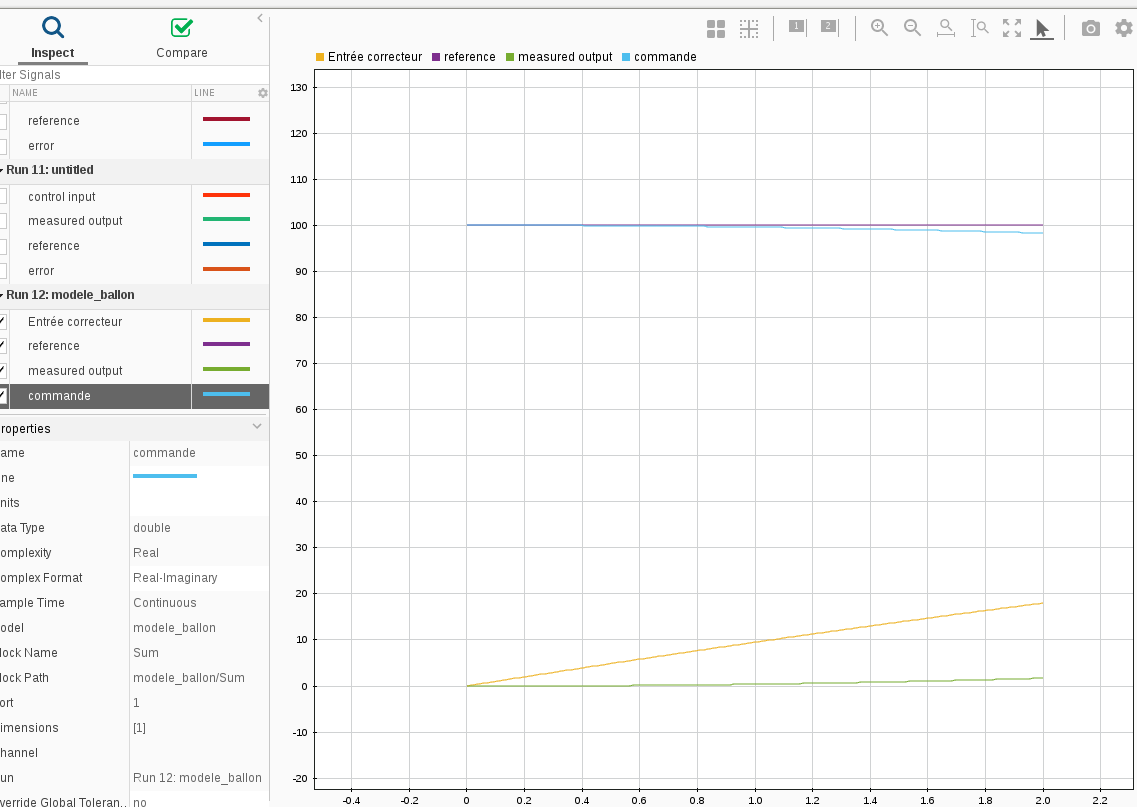 Inspect
Compare
lter Signals
NAME
LINE
reference
error
Run 11: untitled
control input
measured output
reference
error
Run 12: modele_ballon
Entrée correcteur
reference
measured output
commande
roperties
ame commande
ine
nits
ata Type double
omplexity Real
omplex Format Real-Imaginary
ample Time Continuous
odel modele_ballon
lock Name Sum
lock Path modele_ballon/Sum
ort 1
imensions [1]
hannel
un Run 12: modele_ballon
verride Global Toleran.. no
1 2
Entrée correcteur reference measured output commande
130
120
110
100
90
80
70
60
50
40
30
20
10
0
-10
-20
-0.4 -0.2 0 0.2 0.4 0.6 0.8 1.0 1.2 1.4 1.6 1.8 2.0 2.2